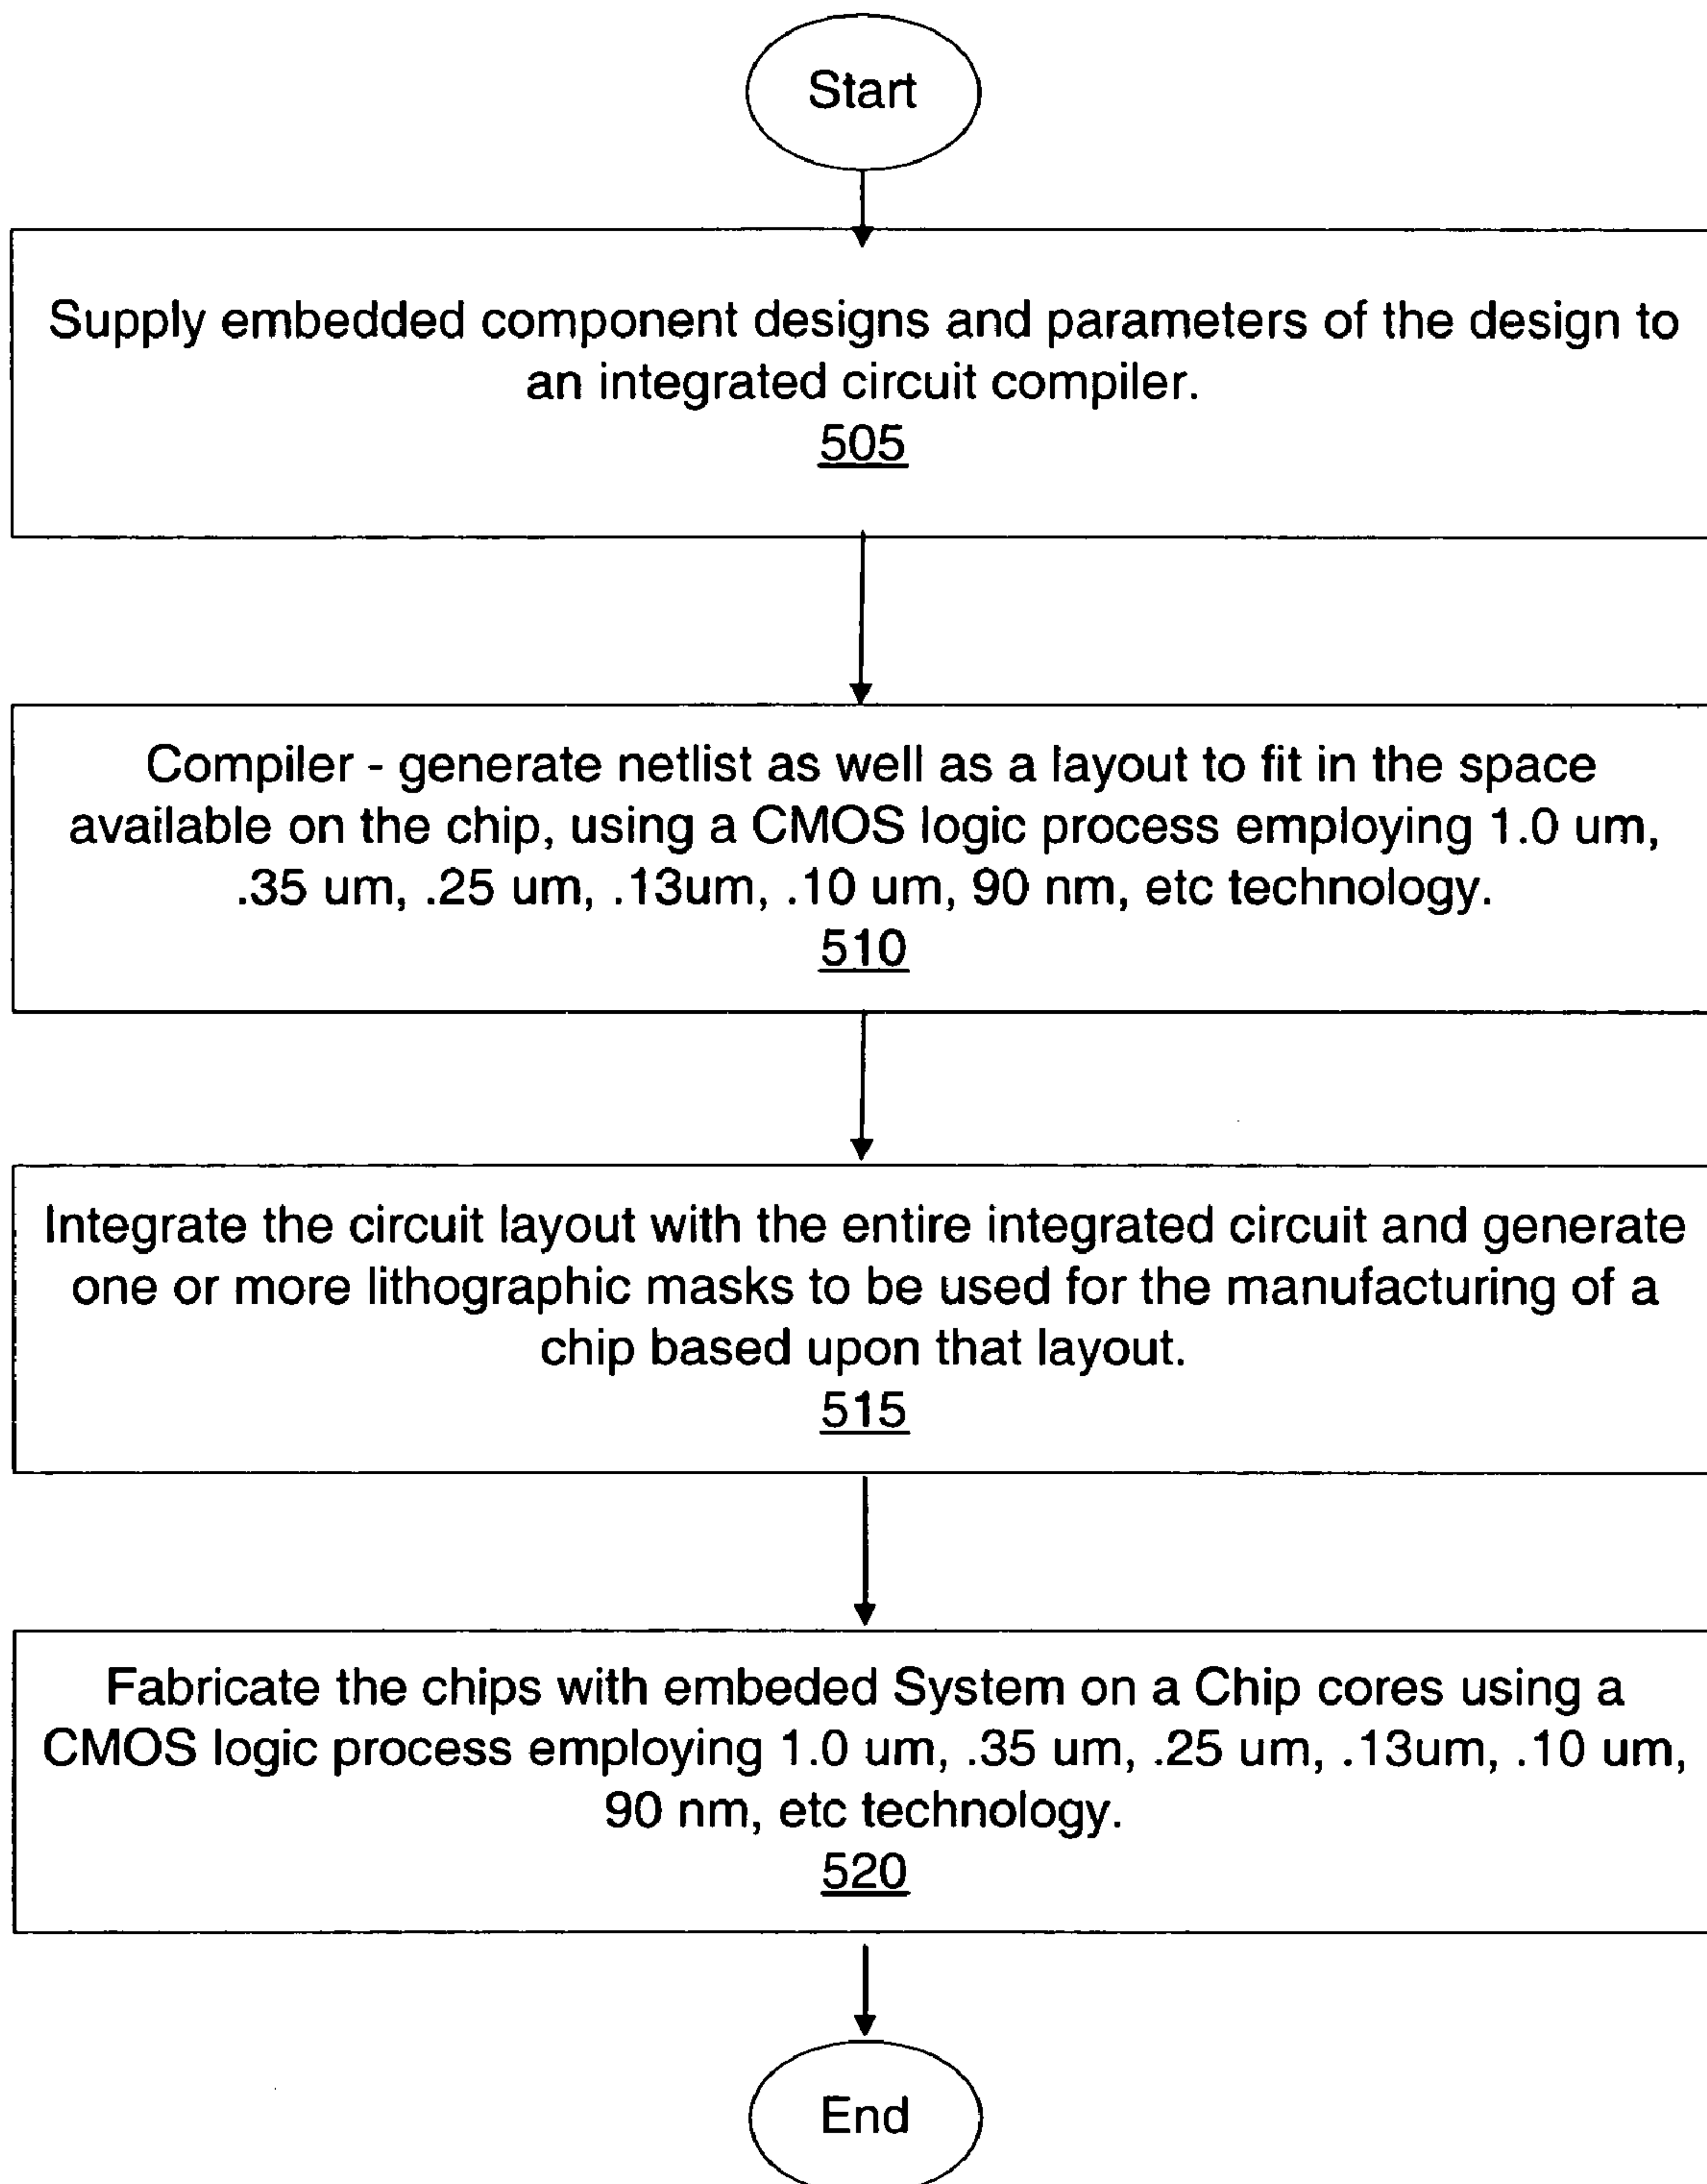 Start
Supply embedded component designs and parameters of the design to
an integrated circuit compiler.
505
Compiler - generate netlist as well as a layout to fit in the space
available on the chip, using a CMOS logic process employing 1.0 um,
.35 um, .25 um, .13um, .10 um, 90 nm, etc technology.
510
Integrate the circuit layout with the entire integrated circuit and generate
one or more lithographic masks to be used for the manufacturing of a
chip based upon that layout.
515
Fabricate the chips with embeded System on a Chip cores using a
CMOS logic process employing 1.0 um, .35 um, .25 um, .13um, .10 um,
90 nm, etc technology.
520
End